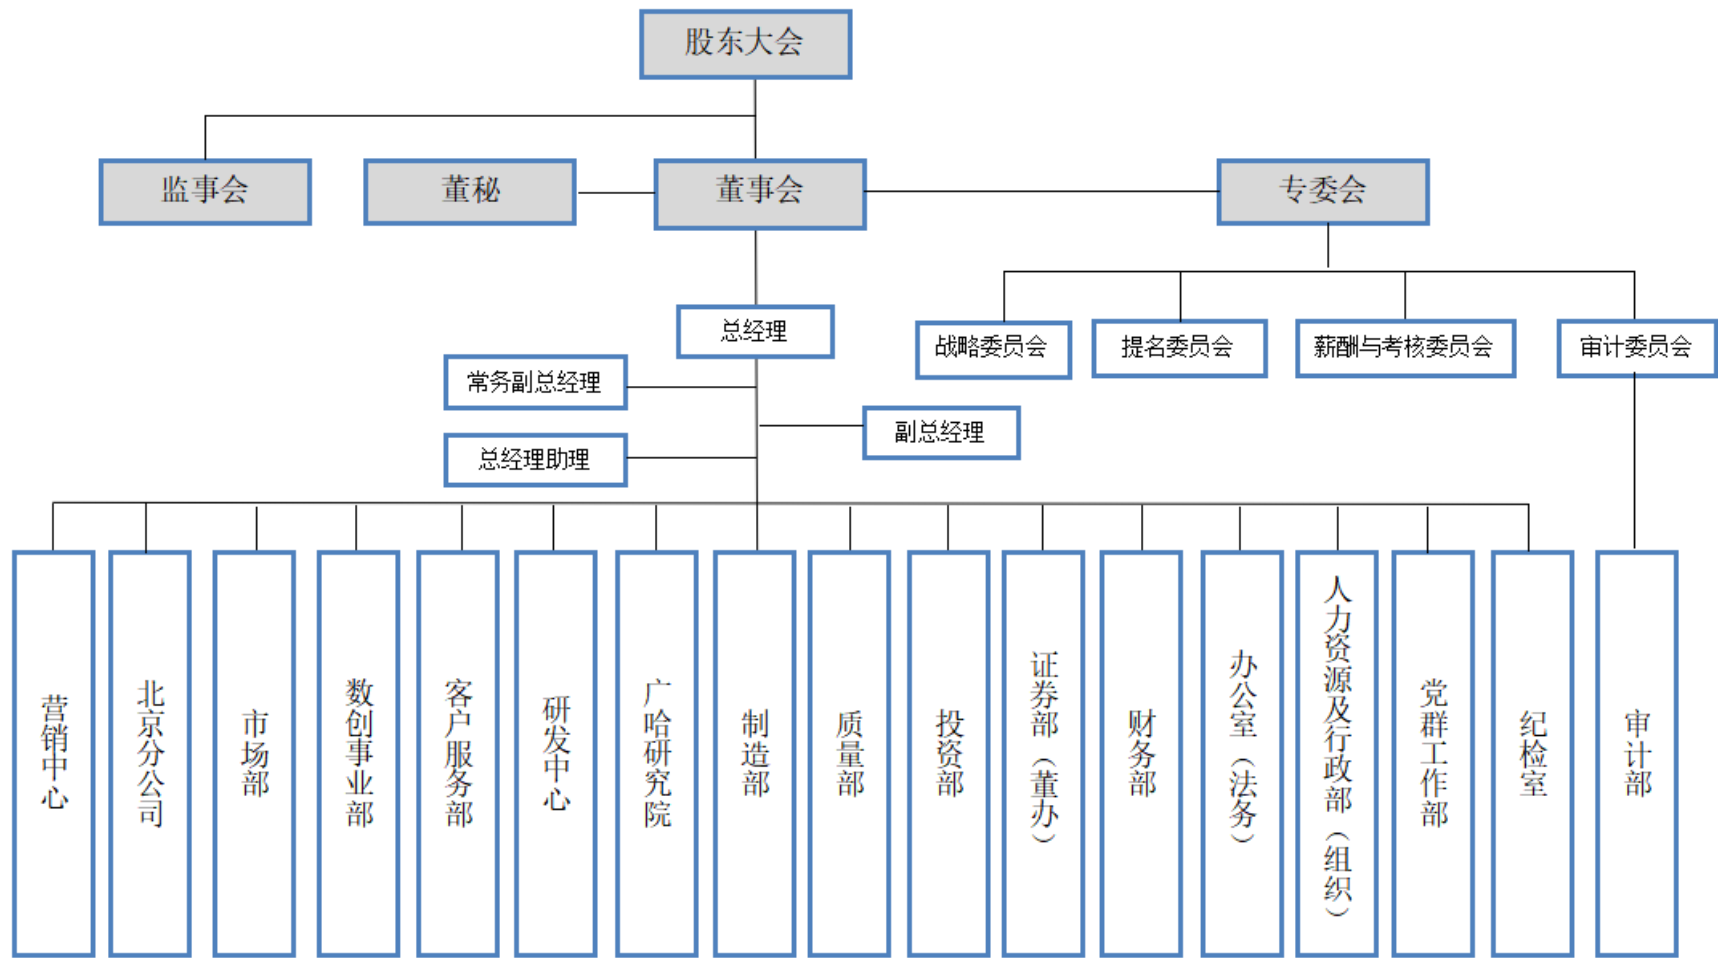 股东大会
监事会
董秘
董事会
专委会
总经理
战略委员会
提名委员会
薪酬与考核委员会
审计委员会
常务副总经理
副总经理
总经理助理
营销中心
北京分公司
市场部
数创事业部
客户服务部
研发中心
广哈研究院
制造部
质量部
投资部
证券部（董办）
财务部
办公室（法务）
人力资源及行政部（组织）
党群工作部
纪检室
审计部